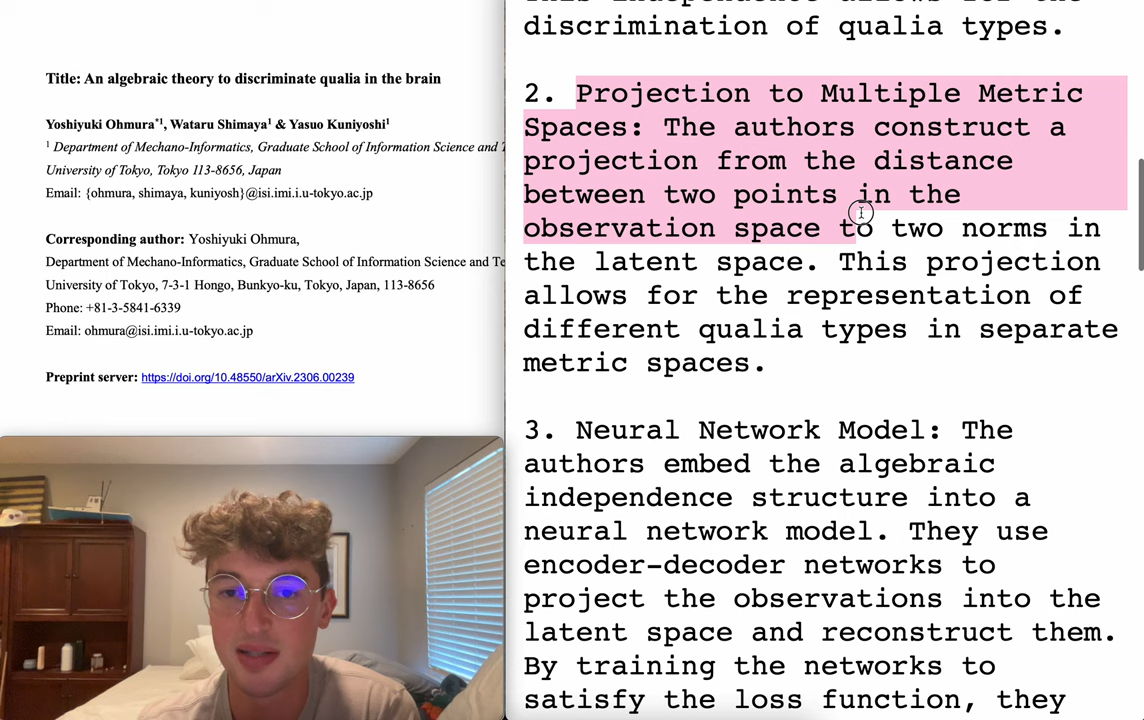 Title: An algebraic theory to discriminate qualia in the brain
Yoshiyuki Ohmura*1, Wataru Shimaya1 & Yasuo Kuniyoshi1
1 Department of Mechano-Informatics, Graduate School of Information Science and
University of Tokyo, Tokyo 113-8656, Japan
Email: {ohmura, shimaya, kuniyosh}@isi.imi.i.u-tokyo.ac.jp
Corresponding author: Yoshiyuki Ohmura,
Department of Mechano-Informatics, Graduate School of Information Science and Te
University of Tokyo, 7-3-1 Hongo, Bunkyo-ku, Tokyo, Japan, 113-8656
Phone: +81-3-5841-6339
Email: ohmura@isi.imi.i.u-tokyo.ac.jp
Preprint server: https://doi.org/10.48550/arXiv.2306.00239
This independence allows for the
discrimination of qualia types.
2. Projection to Multiple Metric
Spaces: The authors construct a
projection from the distance
between two points in the
observation space to two norms in
the latent space. This projection
allows for the representation of
different qualia types in separate
metric spaces.
3. Neural Network Model: The
authors embed the algebraic
independence structure into a
neural network model. They use
encoder-decoder networks to
project the observations into the
latent space and reconstruct them.
By training the networks to
satisfy the loss function, they